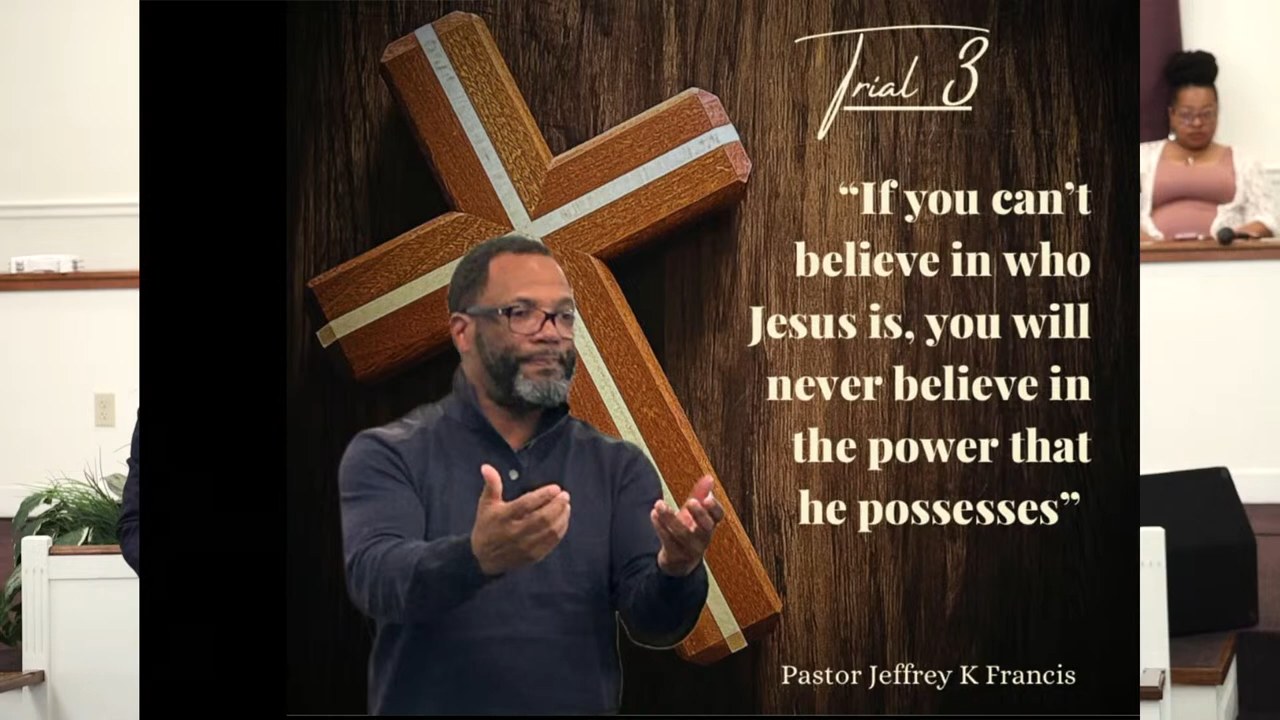 Trial 3
“If you can’t
believe in who
Jesus is, you will
never believe in
the power that
he possesses”
Pastor Jeffrey K Francis